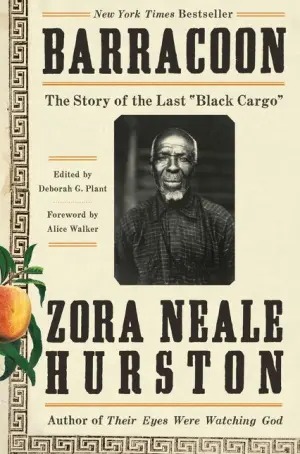 New York Times Bestseller
BARRACOON
The Story of the Last "Black Cargo"
Edited by
Deborah G. Plant
Foreword by
Alice Walker
ZORA NEALE
HURSTON
Author of Their Eyes Were Watching God